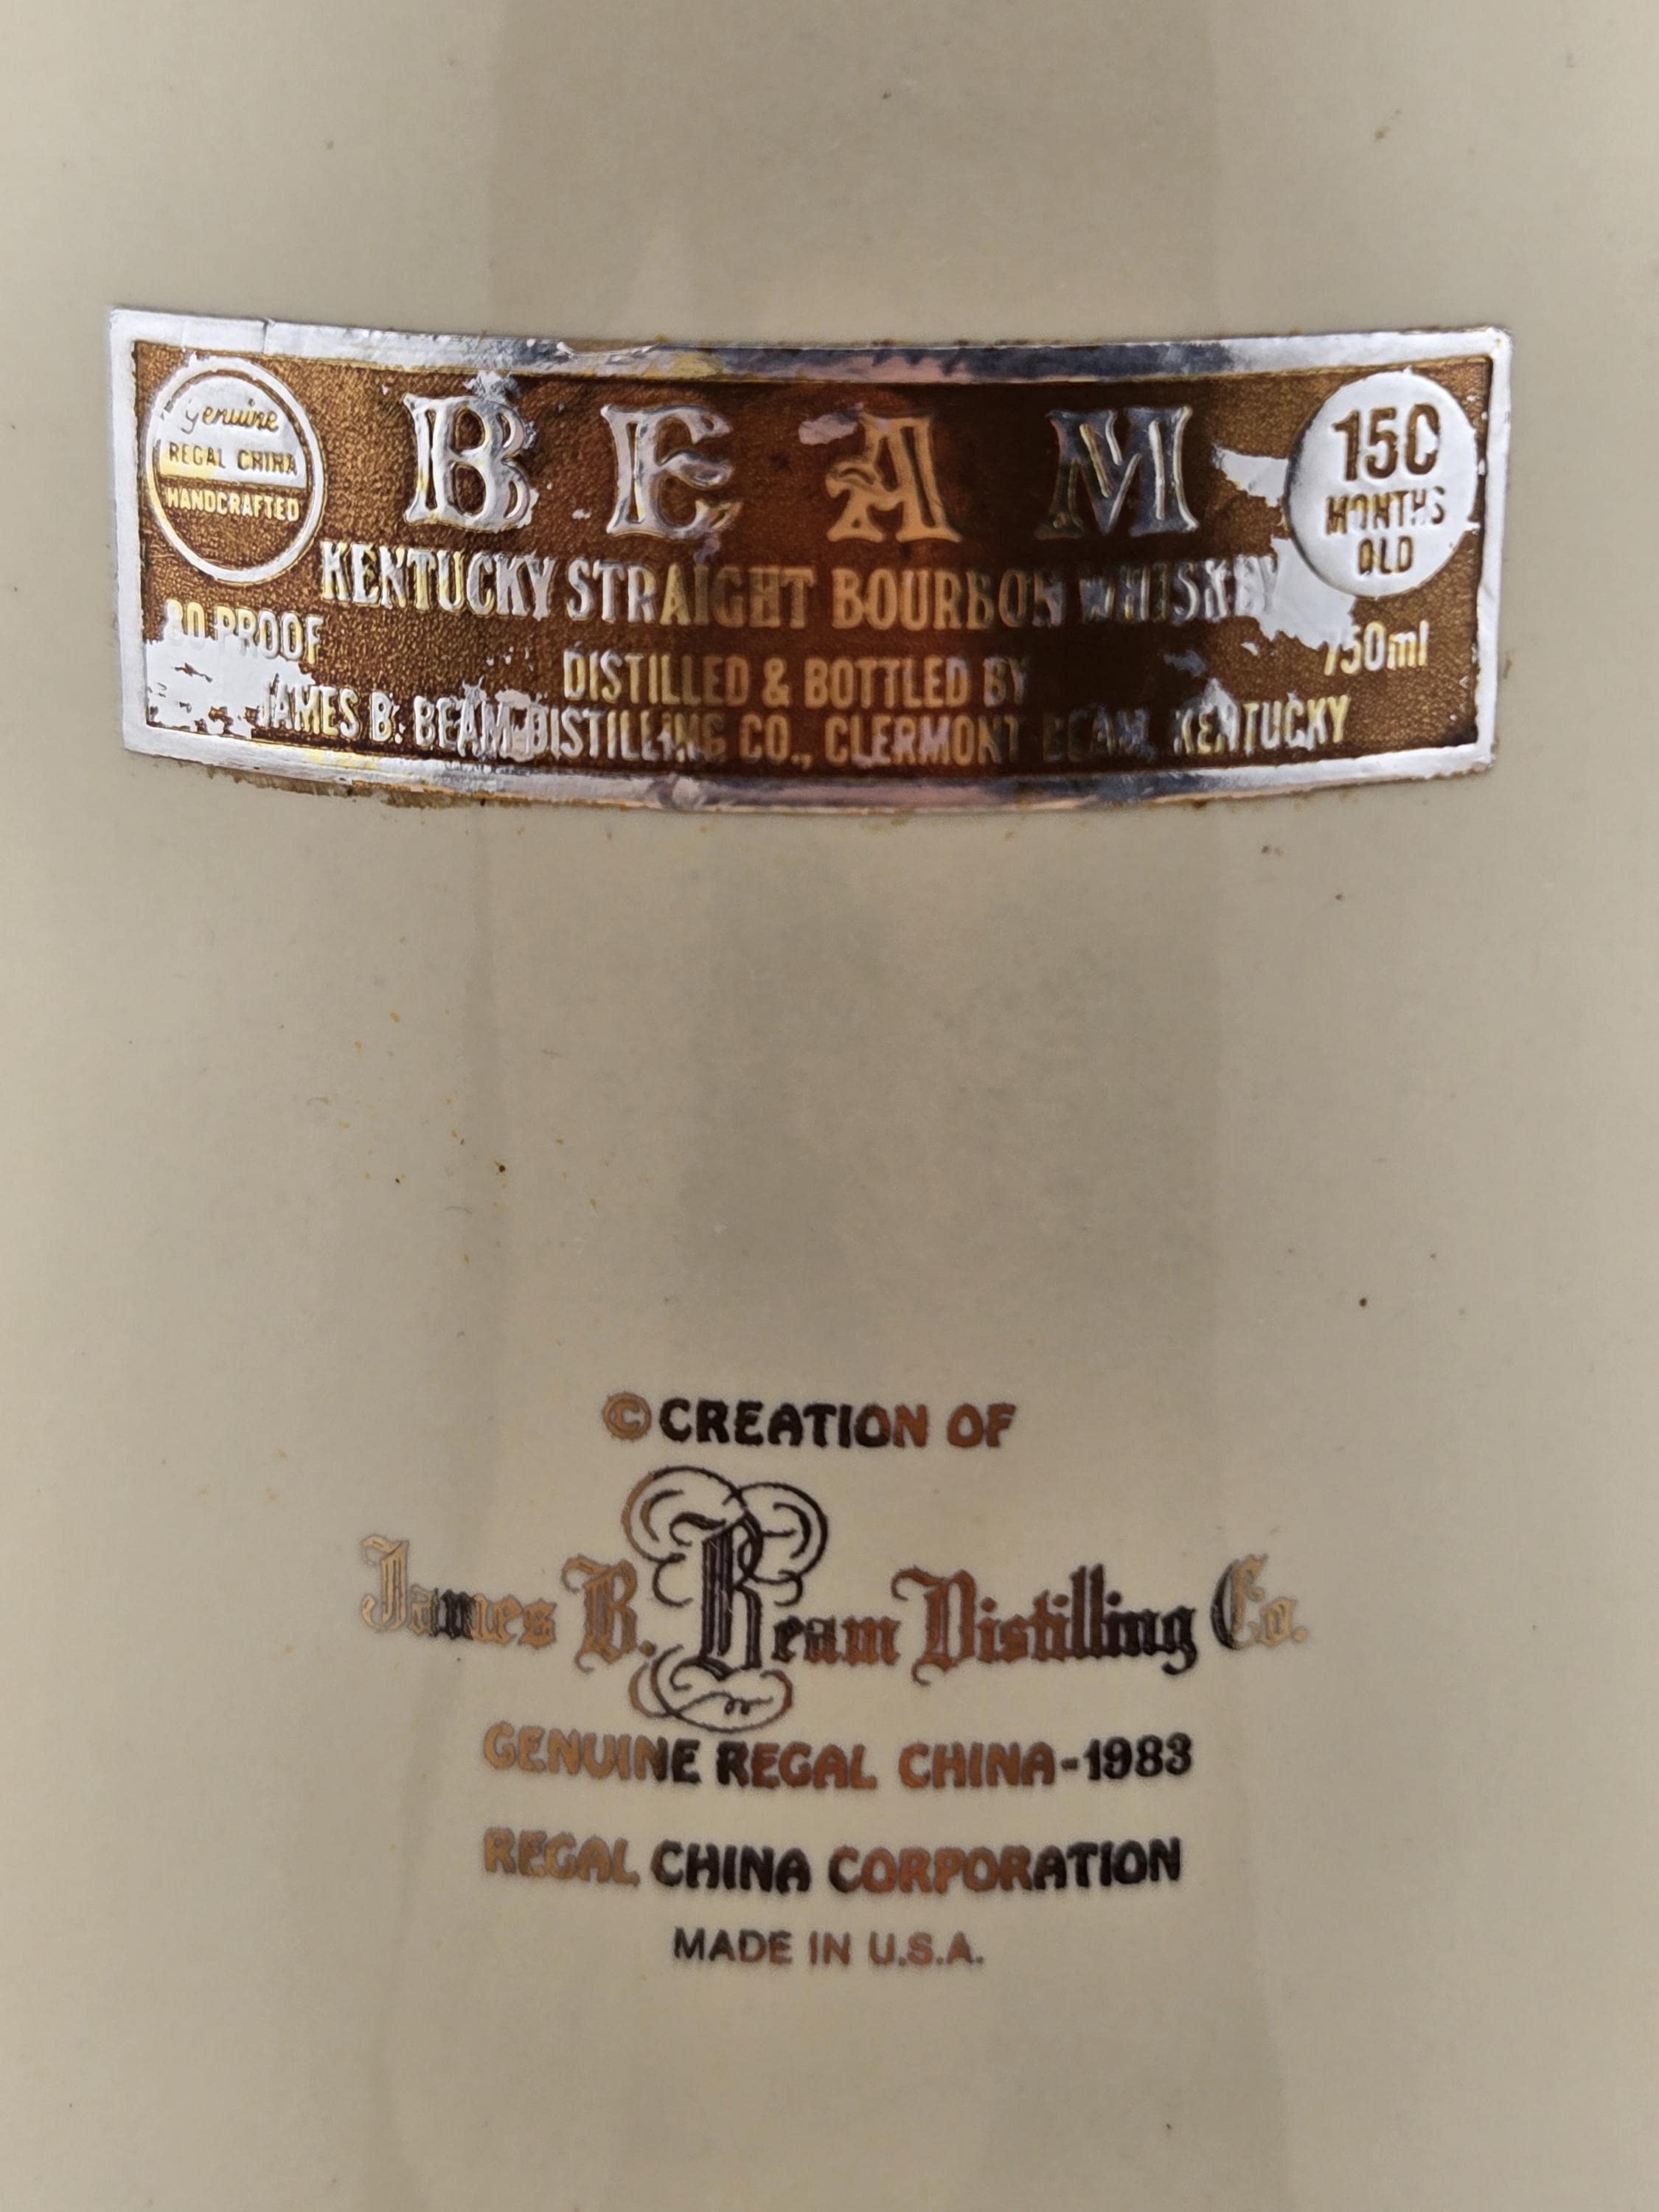 Genuine
REGAL CHINA
HANDCRAFTED
BEAM
150
MONTHS
OLD
KENTUCKY STRAIGHT BOURBON WHISKEY
80 PROOF
750ml
DISTILLED & BOTTLED BY
JAMES B. BEAM DISTILLING CO., CLERMONT BEAM, KENTUCKY
©CREATION OF
James B. Beam Distilling Co.
GENUINE REGAL CHINA-1983
REGAL CHINA CORPORATION
MADE IN U.S.A.